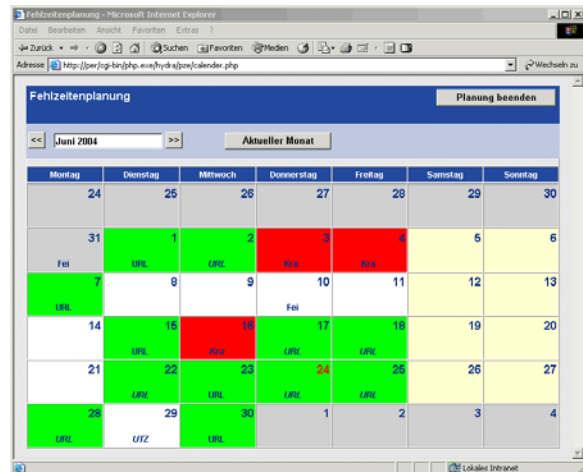 Fehlzeitenplanung - Microsoft Internet Explorer
Datei Bearbeiten Ansicht Favoriten Extras ?
Zurück Suchen Favoriten Medien
Adresse http://per/cgi-bin/php.exe/hydra/pze/calender.php Wechseln zu
Fehlzeitenplanung Planung beenden
<< Juni 2004 >> Aktueller Monat
Montag Dienstag Mittwoch Donnerstag Freitag Samstag Sonntag
24 25 26 27 28 29 30
31 1 2 3 4 5 6
Fei URL URL Kra Kra
7 8 9 10 11 12 13
URL Fei
14 15 16 17 18 19 20
URL Kra URL URL
21 22 23 24 25 26 27
URL URL URL URL
28 29 30 1 2 3 4
URL UTZ URL
Lokales Intranet